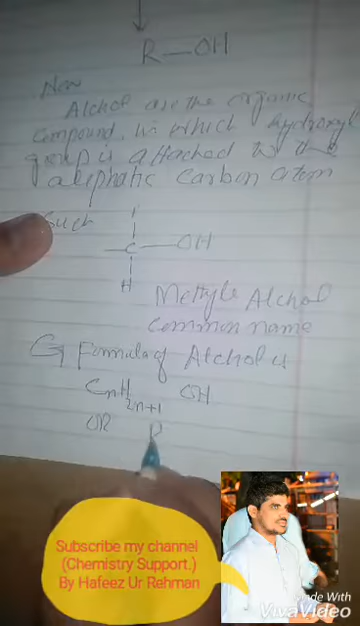 R—OH
Now
Alchol are the organic
compound in which hydroxyl
group is attached to the
aliphatic Carbon atom
Such
C—OH
H
Methyle Alchol
common name
G Formula of Alchol is
CnH2n+1 OH
OR R
Subscribe my channel
(Chemistry Support.)
By Hafeez Ur Rehman
Made With
VivaVideo